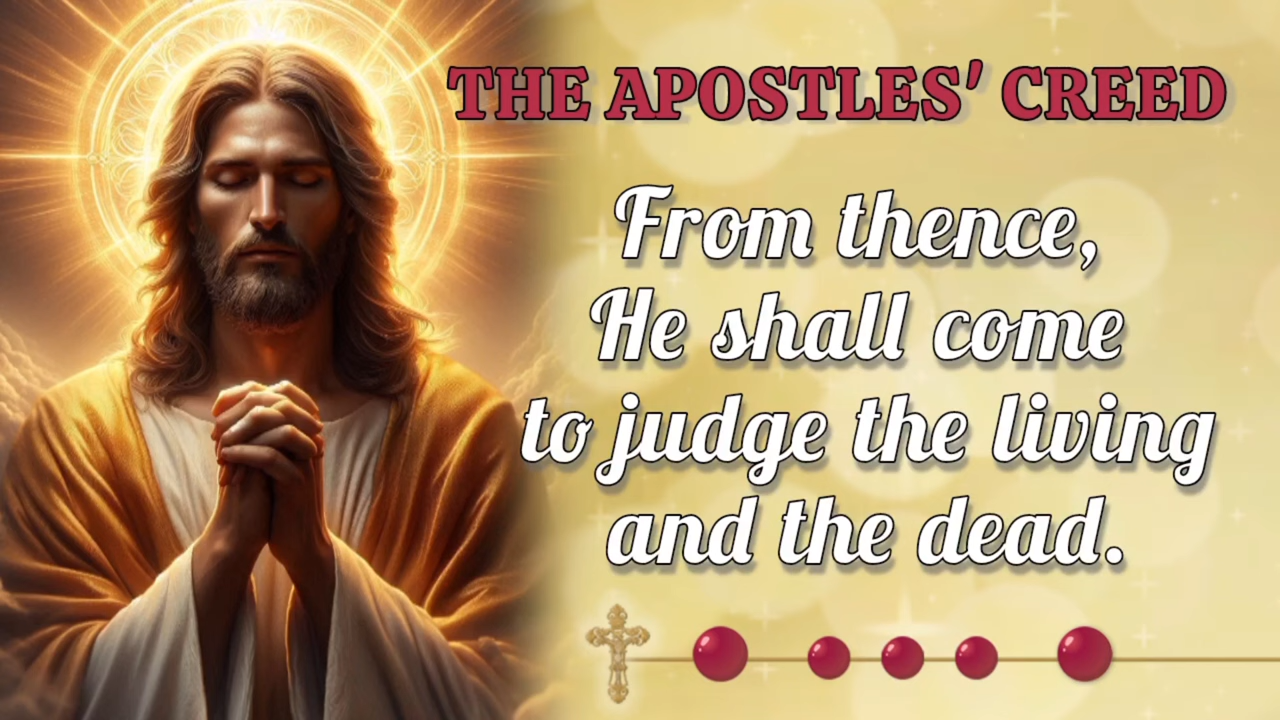 THE APOSTLES' CREED
From thence,
He shall come
to judge the living
and the dead.